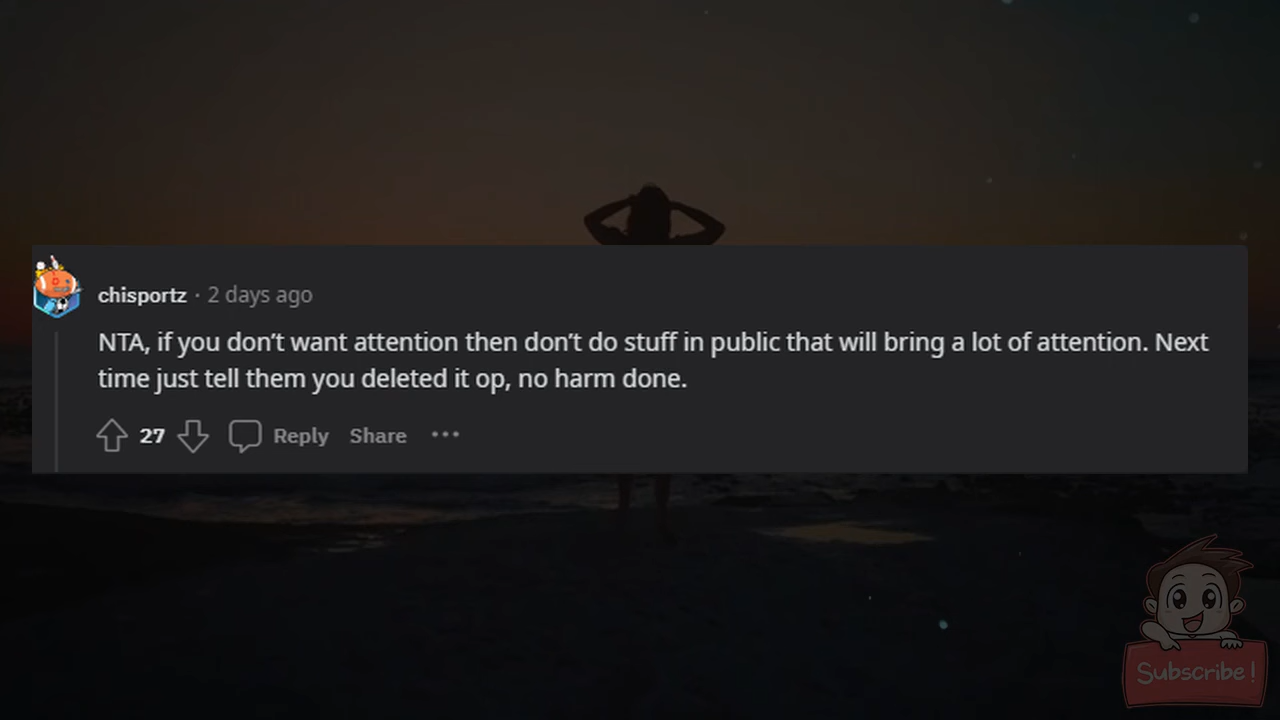 chisportz · 2 days ago
NTA, if you don’t want attention then don’t do stuff in public that will bring a lot of attention. Next
time just tell them you deleted it op, no harm done.
27 Reply Share ···
Subscribe!